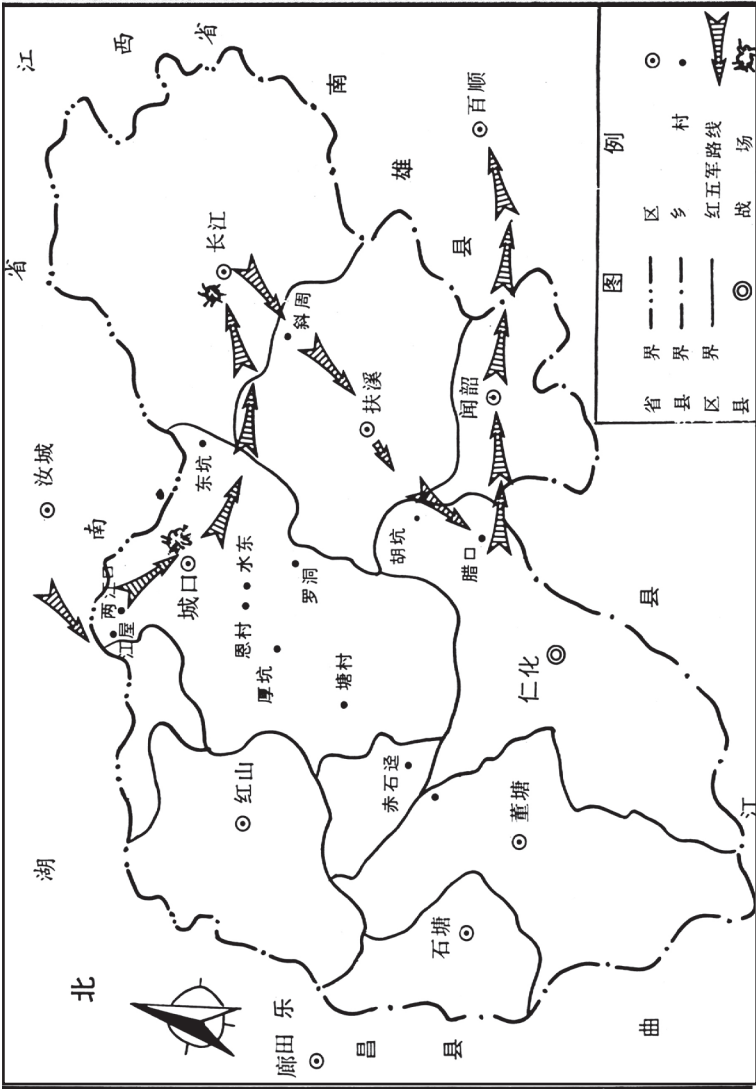 江
西
省
南
雄
县
百顺
省
长江
斜周
扶溪
闻韶
汝城
南
东坑
两江口
江屋
城口
水东
恩村
厚坑
罗洞
塘村
胡坑
腊口
仁化
县
红山
赤石迳
董塘
石塘
湖
北
廊田
乐
昌
县
曲
江
图 例
省 界
县 界
区 界
县
区
乡 村
红五军路线
战 场